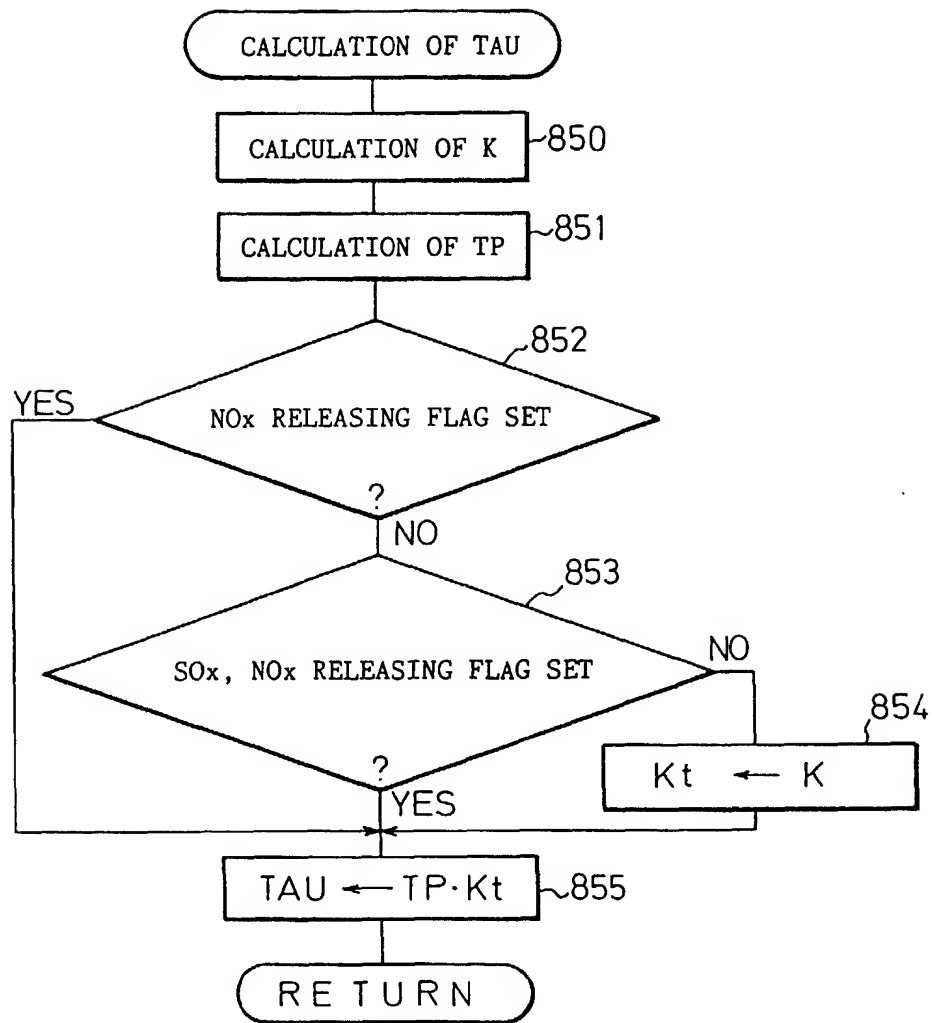 CALCULATION OF TAU
CALCULATION OF K
850
CALCULATION OF TP
851
852
YES
NOx RELEASING FLAG SET
?
NO
853
NO
SOx, NOx RELEASING FLAG SET
854
Kt ← K
?
YES
TAU ← TP·Kt
855
RETURN